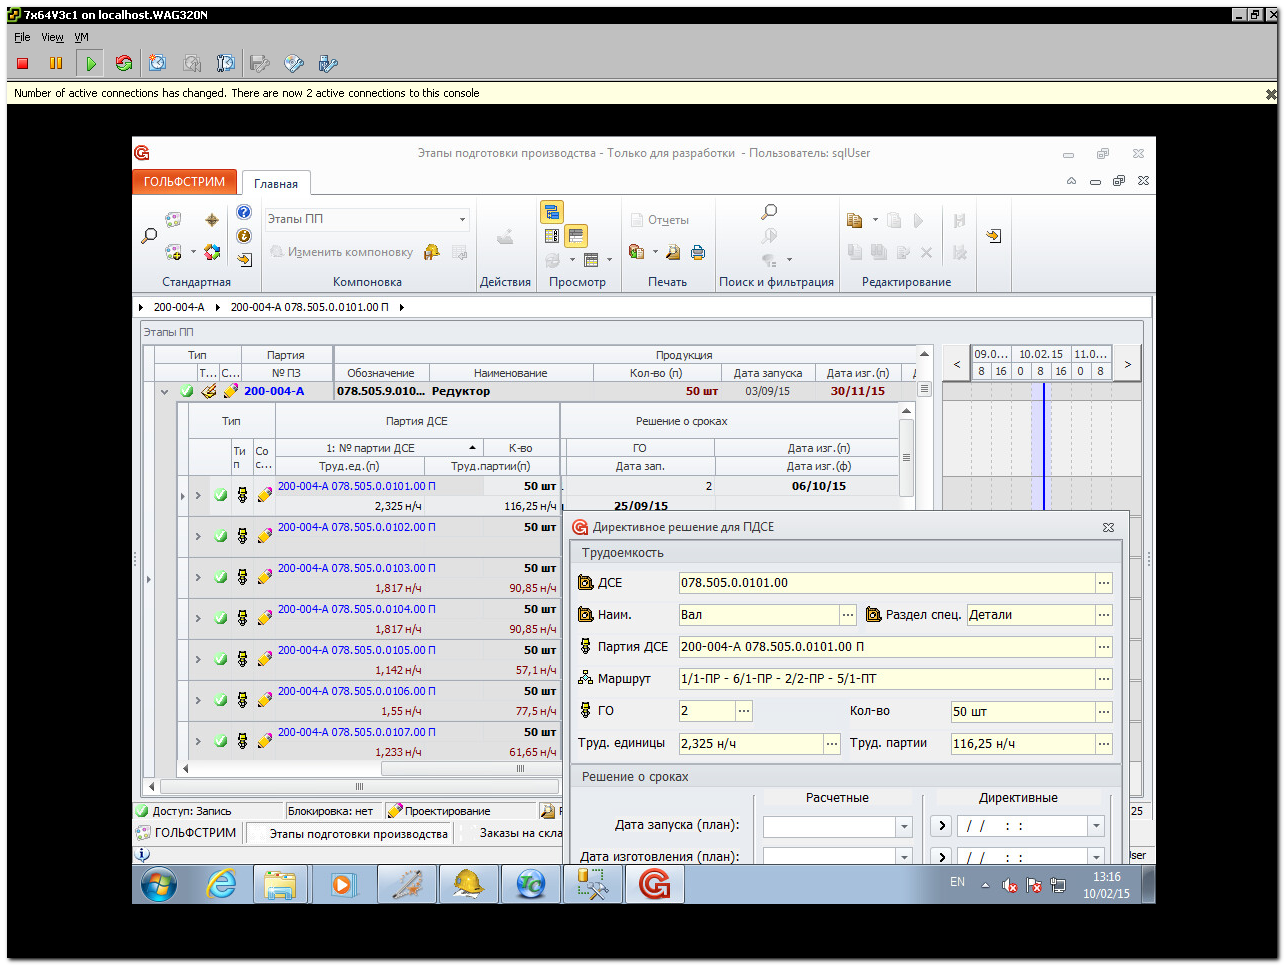 7x64V3c1 on localhost.WAG320N
File View VM
Number of active connections has changed. There are now 2 active connections to this console
Этапы подготовки производства - Только для разработки - Пользователь: sqlUser
ГОЛЬФСТРИМ Главная
Этапы ПП
Изменить компоновку
Отчеты
Стандартная Компоновка Действия Просмотр Печать Поиск и фильтрация Редактирование
200-004-А 200-004-А 078.505.0.0101.00 П
Этапы ПП
Тип Партия Продукция
Т... С... № ПЗ Обозначение Наименование Кол-во (п) Дата запуска Дата изг.(п)
200-004-А 078.505.9.010... Редуктор 50 шт 03/09/15 30/11/15
< 09.0... 10.02.15 11.0... >
8 16 0 8 16 0 8
Тип Партия ДСЕ Решение о сроках
Ти п Со с... 1: № партии ДСЕ К-во ГО Дата изг.(п)
Труд.ед.(п) Труд.партии(п) Дата зап. Дата изг.(ф)
200-004-А 078.505.0.0101.00 П 50 шт 2 06/10/15
2,325 н/ч 116,25 н/ч 25/09/15
200-004-А 078.505.0.0102.00 П 50 шт
200-004-А 078.505.0.0103.00 П 50 шт
1,817 н/ч 90,85 н/ч
200-004-А 078.505.0.0104.00 П 50 шт
1,817 н/ч 90,85 н/ч
200-004-А 078.505.0.0105.00 П 50 шт
1,142 н/ч 57,1 н/ч
200-004-А 078.505.0.0106.00 П 50 шт
1,55 н/ч 77,5 н/ч
200-004-А 078.505.0.0107.00 П 50 шт
1,233 н/ч 61,65 н/ч
Директивное решение для ПДСЕ
Трудоемкость
ДСЕ 078.505.0.0101.00 ...
Наим. Вал ... Раздел спец. Детали ...
Партия ДСЕ 200-004-А 078.505.0.0101.00 П ...
Маршрут 1/1-ПР - 6/1-ПР - 2/2-ПР - 5/1-ПТ ...
ГО 2 ... Кол-во 50 шт ...
Труд. единицы 2,325 н/ч ... Труд. партии 116,25 н/ч ...
Решение о сроках
Расчетные Директивные
Дата запуска (план): / / : :
Дата изготовления (план): / / : :
Доступ: Запись Блокировка: нет Проектирование 25
ГОЛЬФСТРИМ Этапы подготовки производства Заказы на скла
Jser
EN 13:16
10/02/15